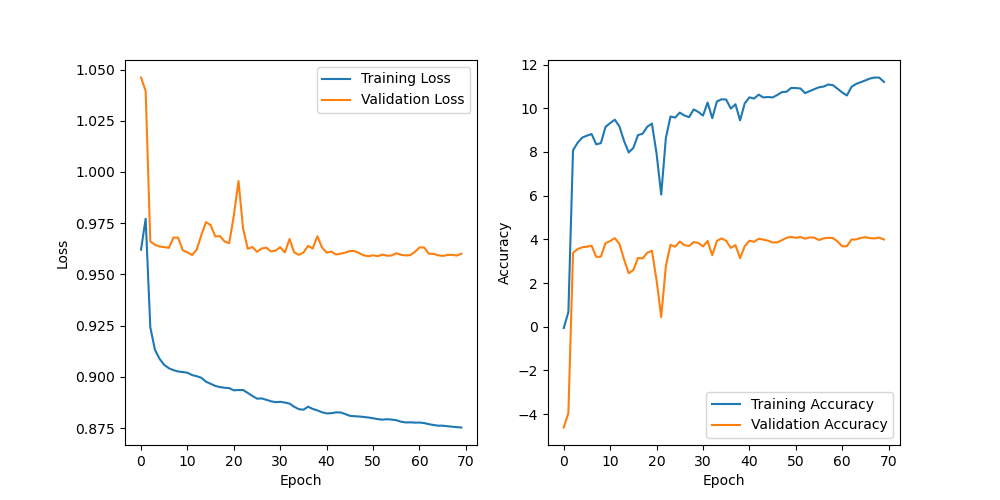 1.050
1.025
1.000
0.975
0.950
0.925
0.900
0.875
Loss
0 10 20 30 40 50 60 70
Epoch
Training Loss
Validation Loss
12
10
8
6
4
2
0
−2
−4
Accuracy
0 10 20 30 40 50 60 70
Epoch
Training Accuracy
Validation Accuracy